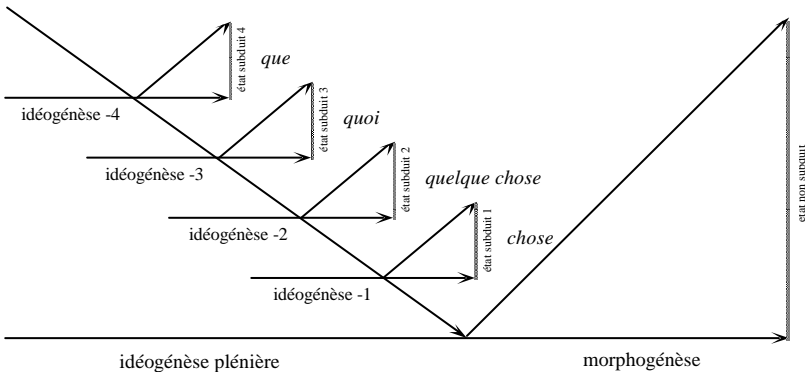 état subduit 4
que
idéogénèse -4
état subduit 3
quoi
idéogénèse -3
état subduit 2
quelque chose
idéogénèse -2
état subduit 1
chose
idéogénèse -1
état non subduit
idéogénèse plénière
morphogénèse